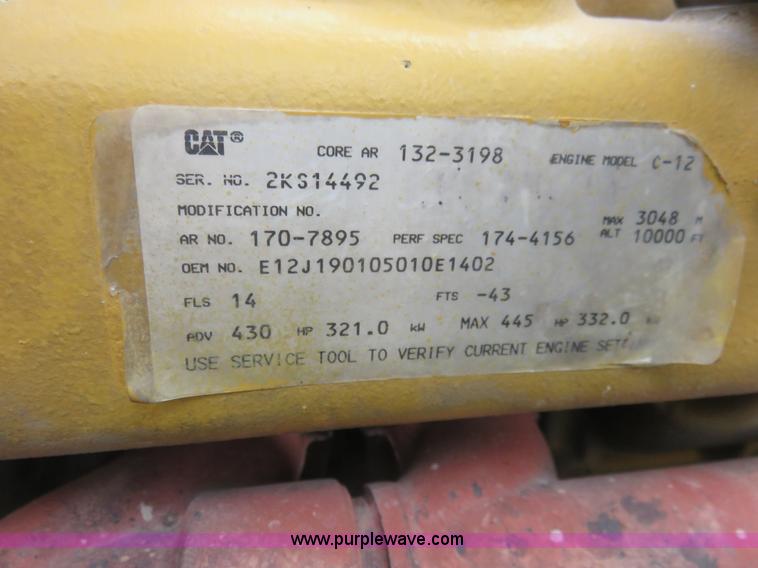 CAT® CORE AR 132-3198 ENGINE MODEL C-12
SER. NO. 2KS14492
MODIFICATION NO.
AR NO. 170-7895 PERF SPEC 174-4156 MAX ALT 3048 M 10000 FT
OEM NO. E12J190105010E1402
FLS 14 FTS -43
ADV 430 HP 321.0 kW MAX 445 HP 332.0
USE SERVICE TOOL TO VERIFY CURRENT ENGINE
www.purplewave.com